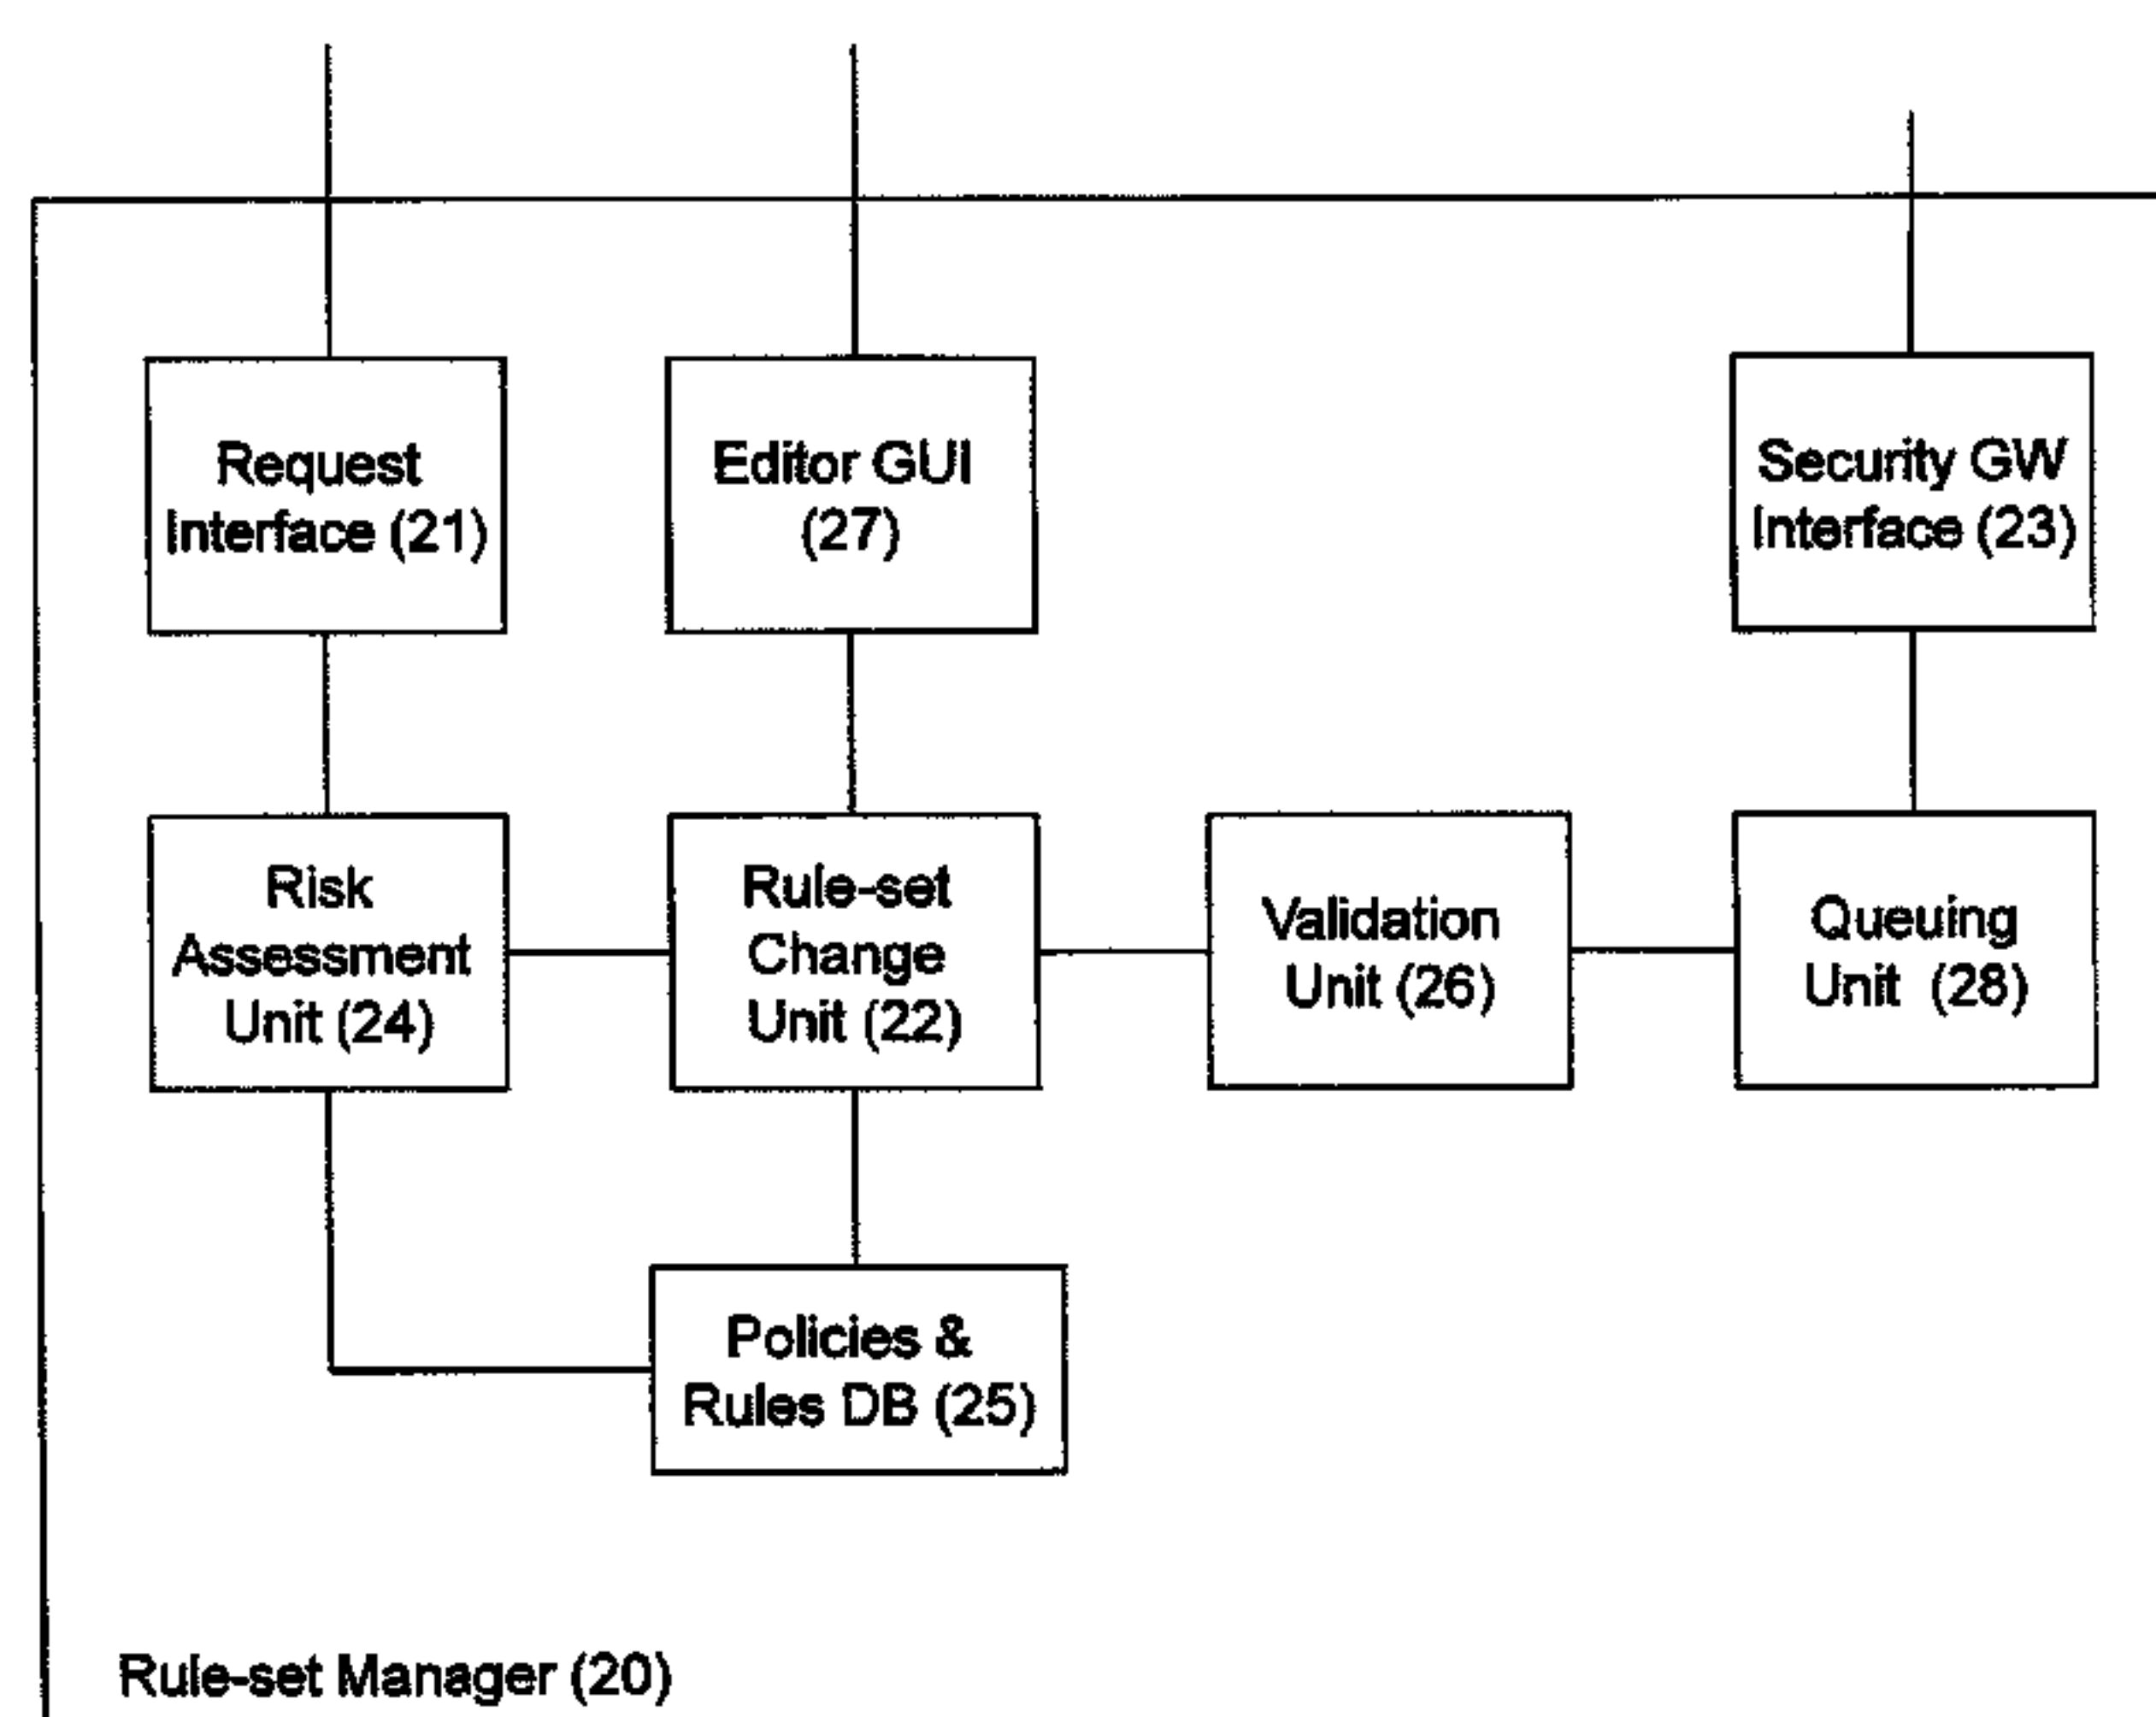 Request
Interface (21)
Editor GUI
(27)
Security GW
Interface (23)
Risk
Assessment
Unit (24)
Rule-set
Change
Unit (22)
Validation
Unit (26)
Queuing
Unit (28)
Policies &
Rules DB (25)
Rule-set Manager (20)